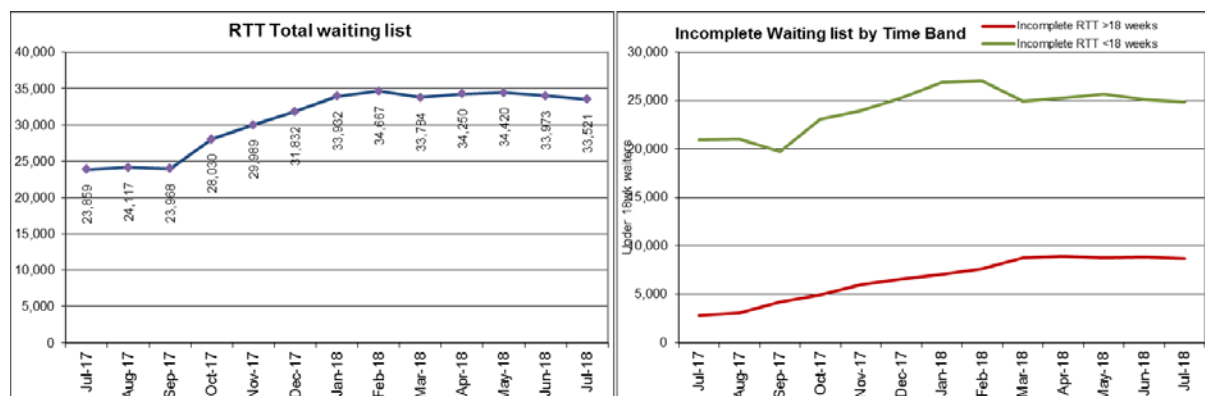 RTT Total waiting list
40,000
35,000
30,000
25,000
20,000
15,000
10,000
5,000
0
23,859
24,117
23,968
28,030
29,989
31,832
33,932
34,667
33,784
34,250
34,420
33,973
33,521
Jul-17
Aug-17
Sep-17
Oct-17
Nov-17
Dec-17
Jan-18
Feb-18
Mar-18
Apr-18
May-18
Jun-18
Jul-18
Incomplete Waiting list by Time Band
Incomplete RTT >18 weeks
Incomplete RTT <18 weeks
Under 18wk waiters
30,000
25,000
20,000
15,000
10,000
5,000
0
Jul-17
Aug-17
Sep-17
Oct-17
Nov-17
Dec-17
Jan-18
Feb-18
Mar-18
Apr-18
May-18
Jun-18
Jul-18